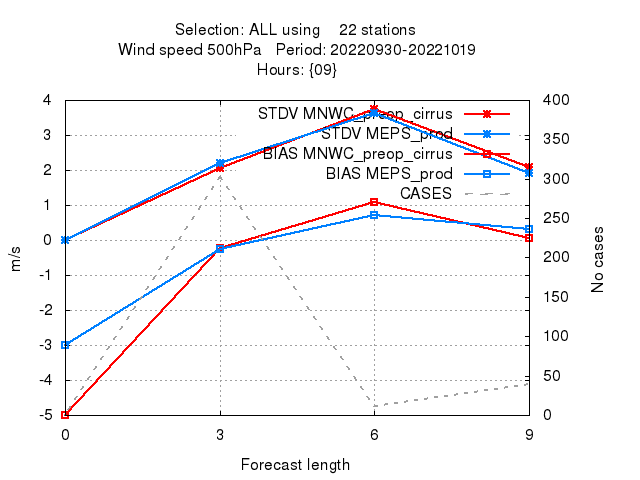 Selection: ALL using 22 stations
Wind speed 500hPa Period: 20220930-20221019
Hours: {09}
STDV MNWC_preop_cirrus
STDV MEPS_prod
BIAS MNWC_preop_cirrus
BIAS MEPS_prod
CASES
4
3
2
1
0
-1
-2
-3
-4
-5
m/s
400
350
300
250
200
150
100
50
0
No cases
0 3 6 9
Forecast length